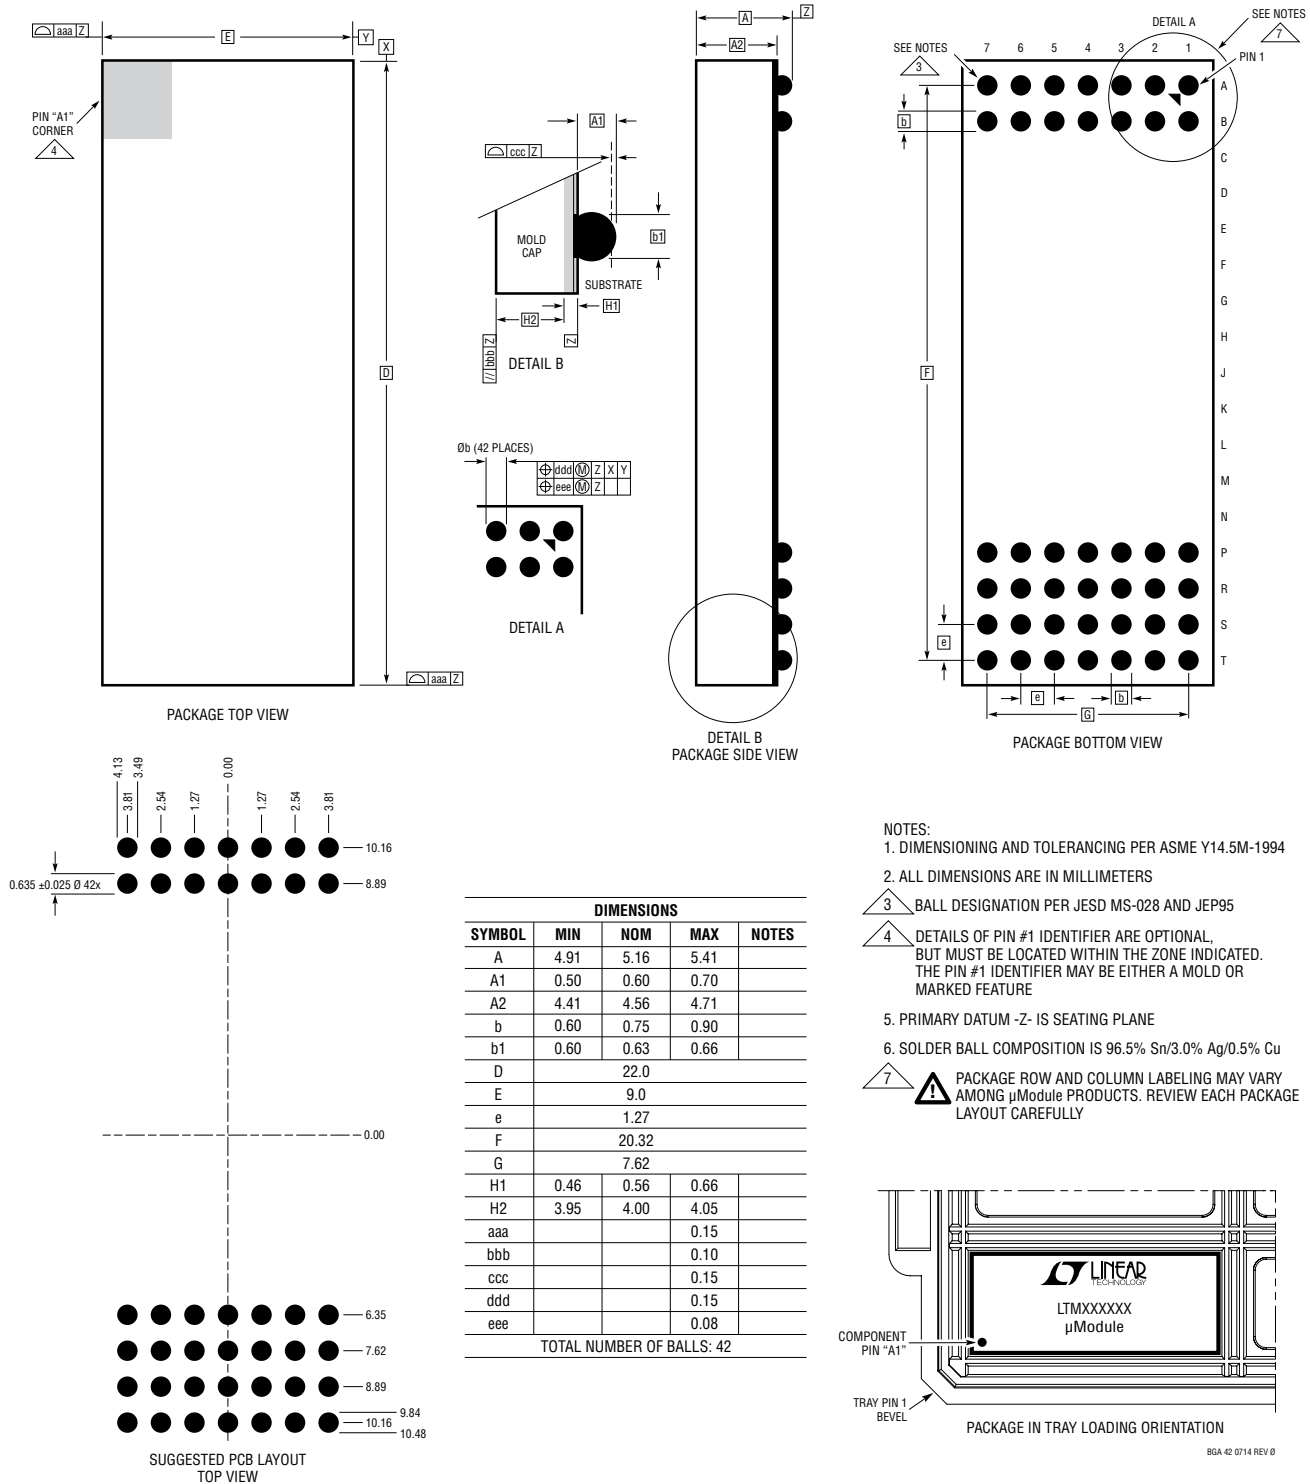 aaa Z
E
Y
X
PIN “A1”
CORNER
4
D
aaa Z
PACKAGE TOP VIEW
A
Z
A2
A1
ccc Z
MOLD
CAP
b1
SUBSTRATE
H1
H2
Z
// bbb Z
DETAIL B
Øb (42 PLACES)
ddd M Z X Y
eee M Z
DETAIL A
DETAIL B
PACKAGE SIDE VIEW
DETAIL A
SEE NOTES
7
SEE NOTES
3
7 6 5 4 3 2 1
PIN 1
A
B
C
D
E
F
G
H
J
K
L
M
N
P
R
S
T
b
F
e
e
b
G
PACKAGE BOTTOM VIEW
4.13
3.81
3.49
2.54
1.27
0.00
1.27
2.54
3.81
10.16
8.89
0.635 ±0.025 Ø 42x
0.00
6.35
7.62
8.89
9.84
10.16
10.48
SUGGESTED PCB LAYOUT
TOP VIEW
DIMENSIONS
SYMBOL MIN NOM MAX NOTES
A 4.91 5.16 5.41
A1 0.50 0.60 0.70
A2 4.41 4.56 4.71
b 0.60 0.75 0.90
b1 0.60 0.63 0.66
D 22.0
E 9.0
e 1.27
F 20.32
G 7.62
H1 0.46 0.56 0.66
H2 3.95 4.00 4.05
aaa 0.15
bbb 0.10
ccc 0.15
ddd 0.15
eee 0.08
TOTAL NUMBER OF BALLS: 42
NOTES:
1. DIMENSIONING AND TOLERANCING PER ASME Y14.5M-1994
2. ALL DIMENSIONS ARE IN MILLIMETERS
3 BALL DESIGNATION PER JESD MS-028 AND JEP95
4 DETAILS OF PIN #1 IDENTIFIER ARE OPTIONAL,
BUT MUST BE LOCATED WITHIN THE ZONE INDICATED.
THE PIN #1 IDENTIFIER MAY BE EITHER A MOLD OR
MARKED FEATURE
5. PRIMARY DATUM -Z- IS SEATING PLANE
6. SOLDER BALL COMPOSITION IS 96.5% Sn/3.0% Ag/0.5% Cu
7 ! PACKAGE ROW AND COLUMN LABELING MAY VARY
AMONG µModule PRODUCTS. REVIEW EACH PACKAGE
LAYOUT CAREFULLY
LT LINEAR
TECHNOLOGY
LTMXXXXXX
µModule
COMPONENT
PIN “A1”
TRAY PIN 1
BEVEL
PACKAGE IN TRAY LOADING ORIENTATION
BGA 42 0714 REV Ø